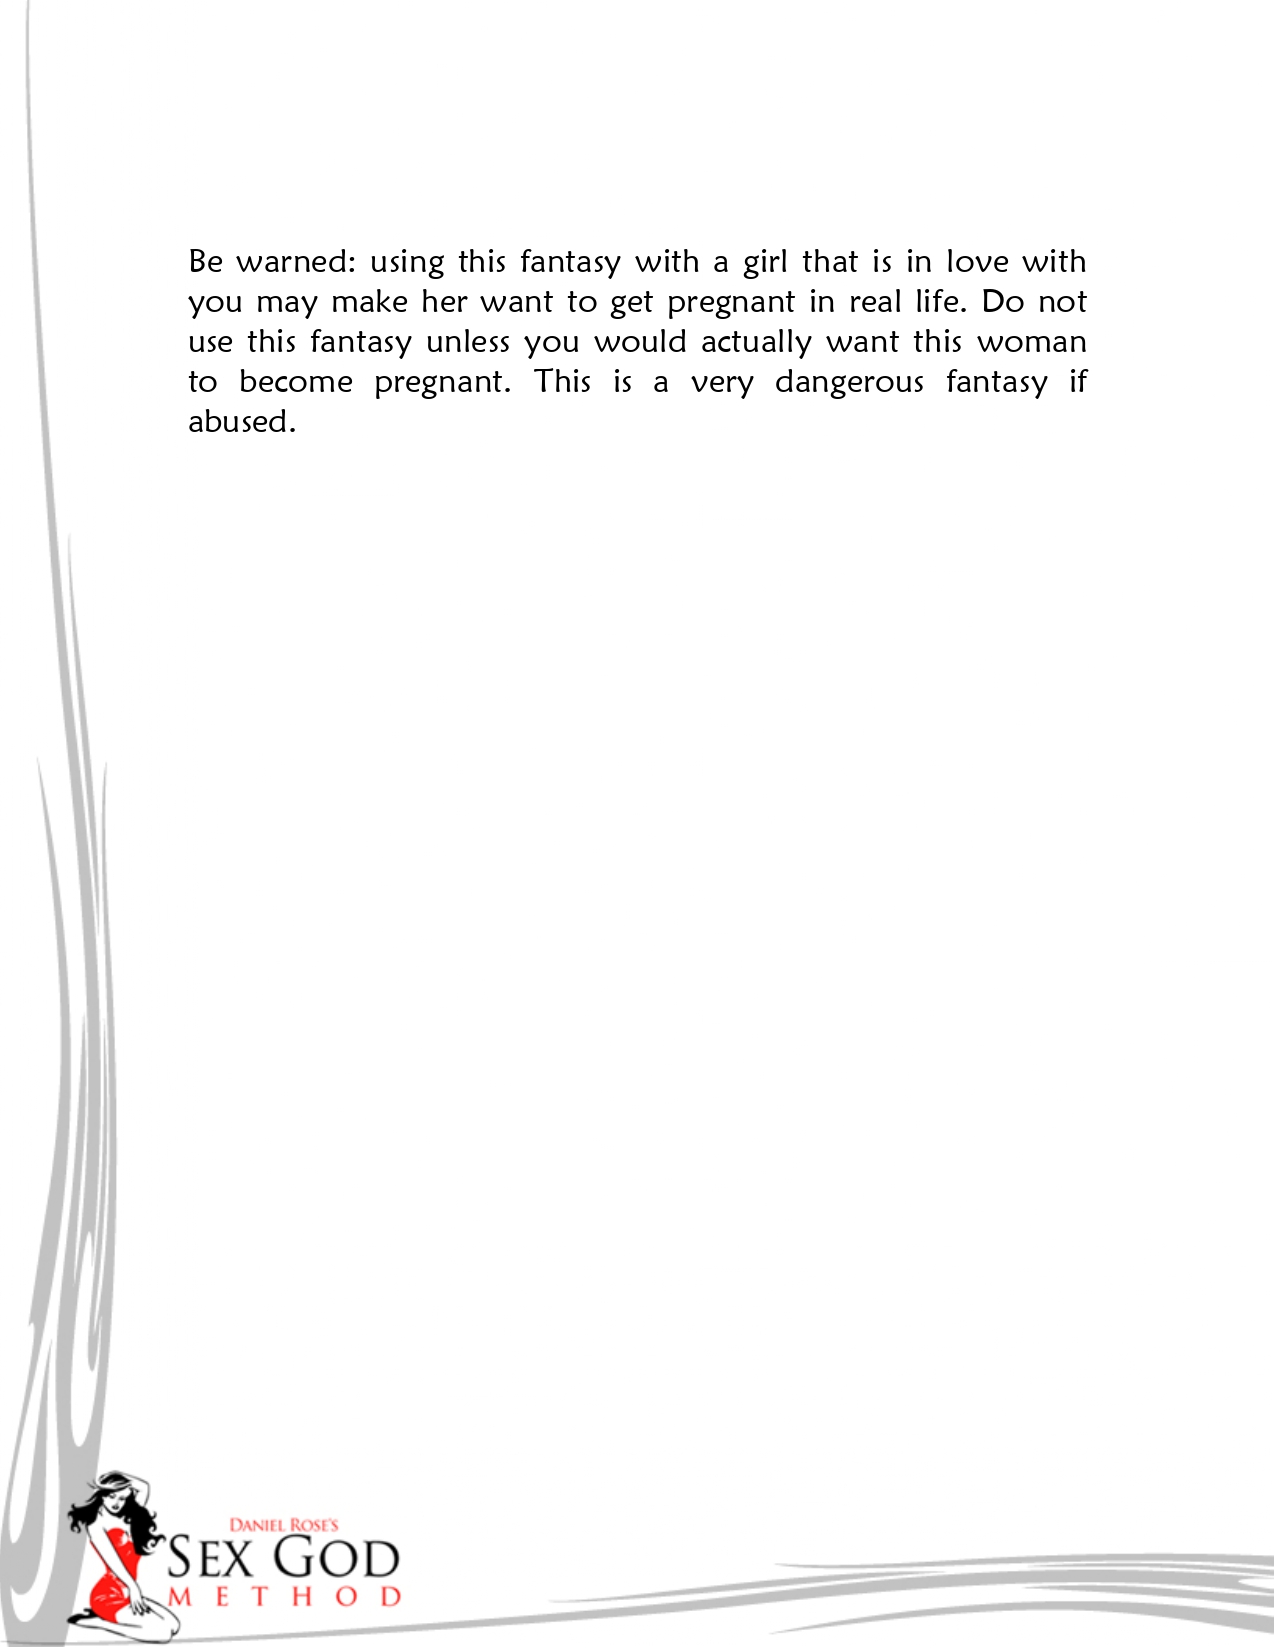 Be warned: using this fantasy with a girl that is in love with
you may make her want to get pregnant in real life. Do not
use this fantasy unless you would actually want this woman
to become pregnant. This is a very dangerous fantasy if
abused.
DANIEL ROSE'S
SEX GOD
METHOD